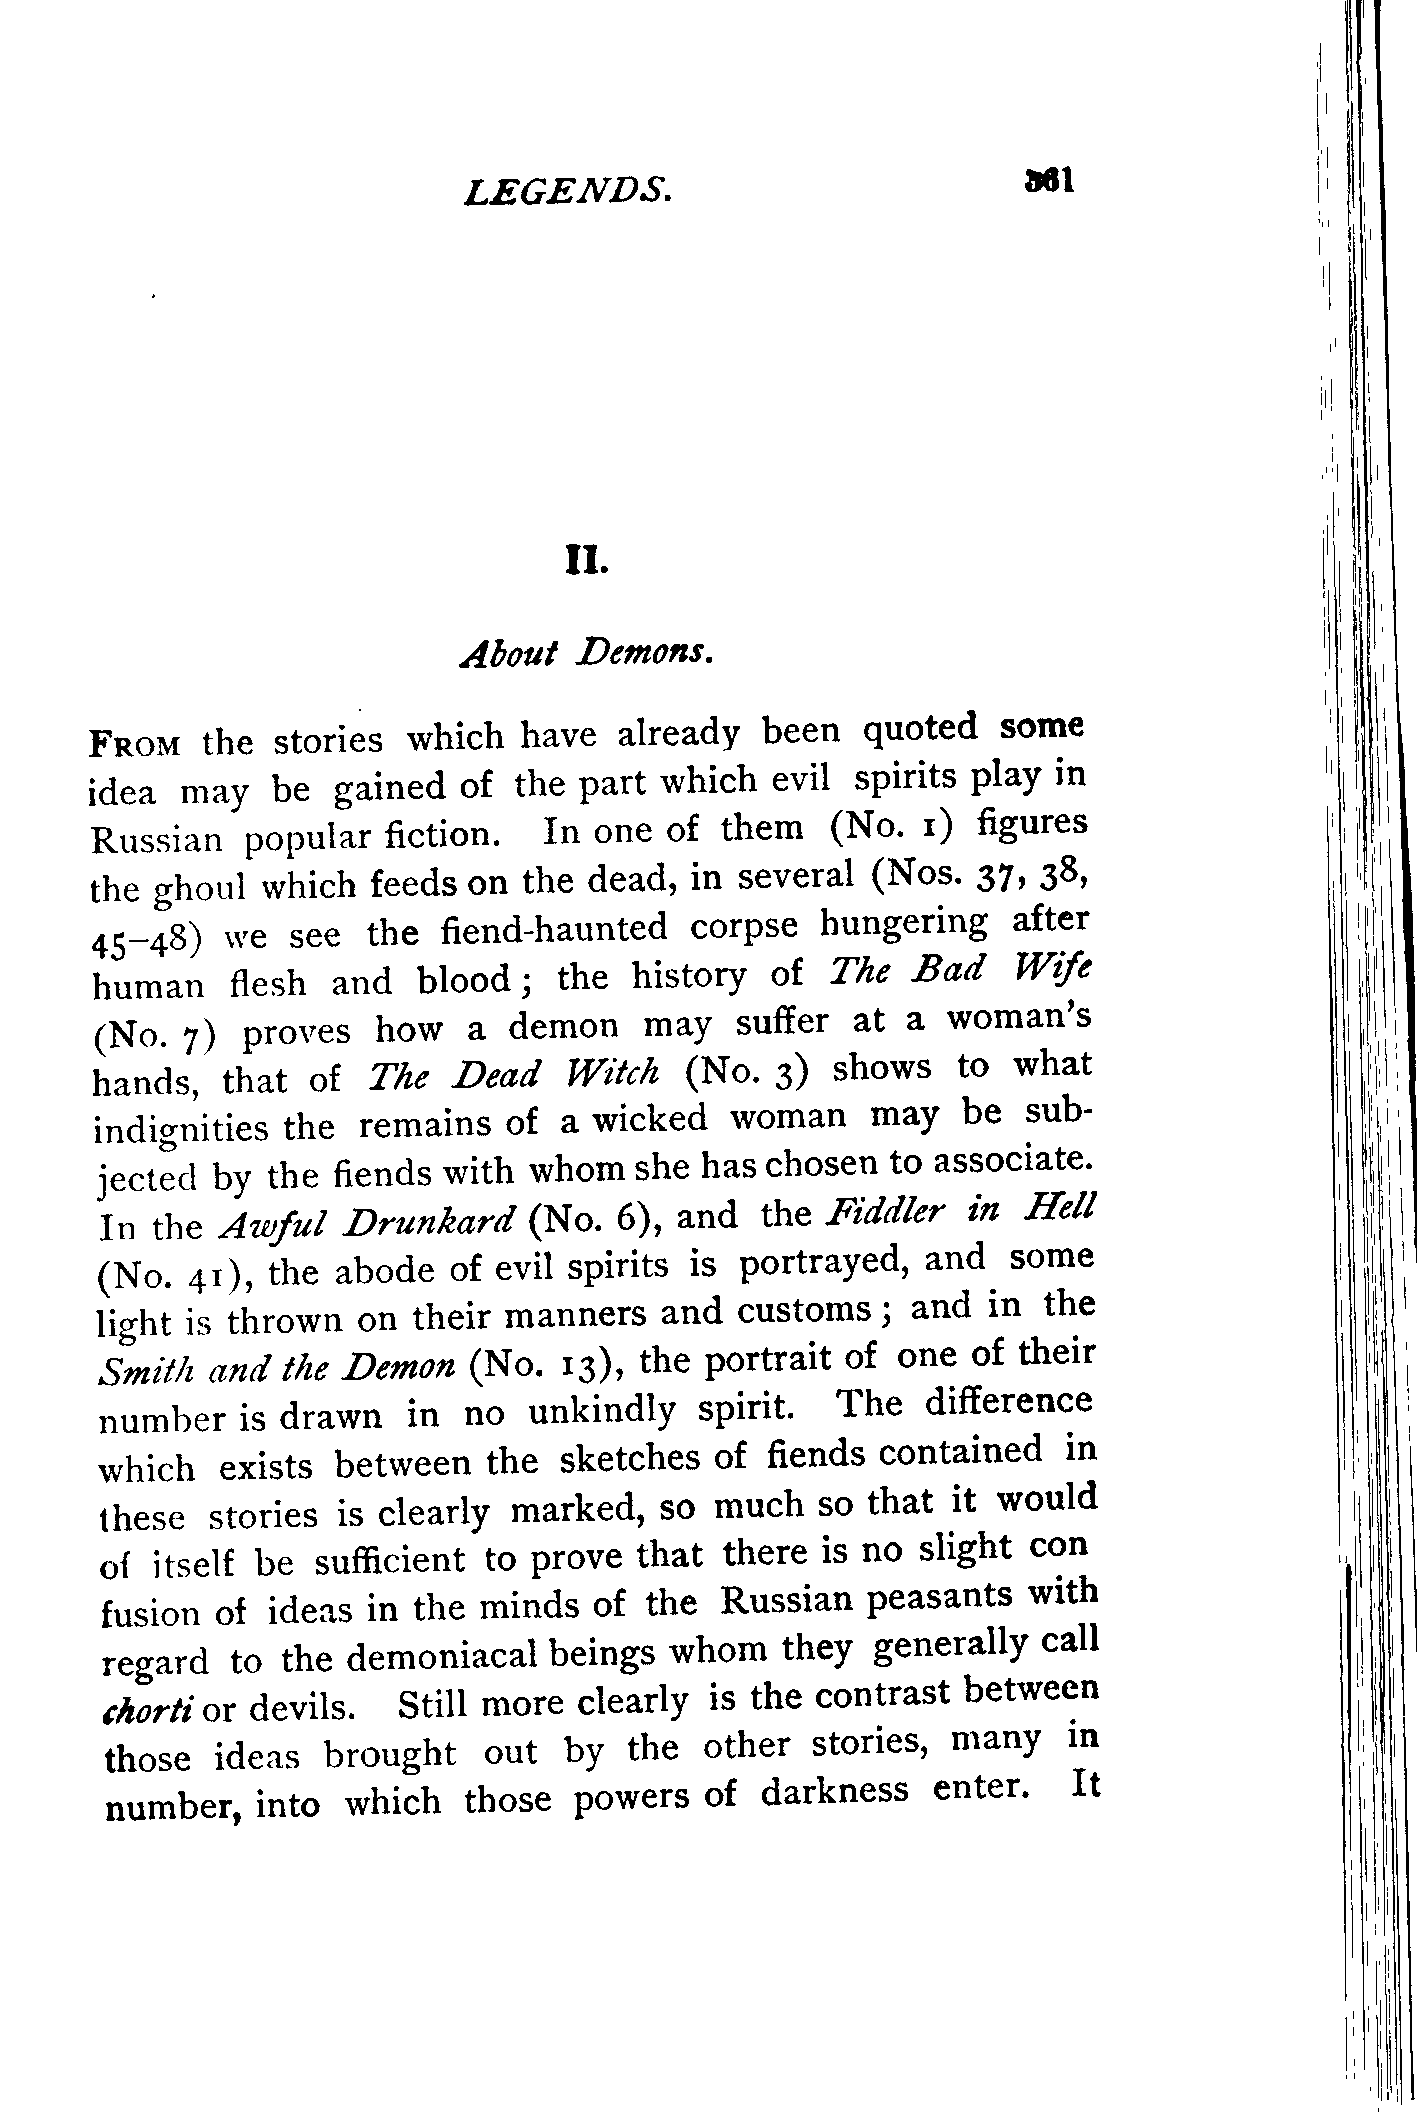 LEGENDS. 361
II.
About Demons.
FROM the stories which have already been quoted some
idea may be gained of the part which evil spirits play in
Russian popular fiction. In one of them (No. 1) figures
the ghoul which feeds on the dead, in several (Nos. 37, 38,
45–48) we see the fiend-haunted corpse hungering after
human flesh and blood; the history of The Bad Wife
(No. 7) proves how a demon may suffer at a woman's
hands, that of The Dead Witch (No. 3) shows to what
indignities the remains of a wicked woman may be sub-
jected by the fiends with whom she has chosen to associate.
In the Awful Drunkard (No. 6), and the Fiddler in Hell
(No. 41), the abode of evil spirits is portrayed, and some
light is thrown on their manners and customs; and in the
Smith and the Demon (No. 13), the portrait of one of their
number is drawn in no unkindly spirit. The difference
which exists between the sketches of fiends contained in
these stories is clearly marked, so much so that it would
of itself be sufficient to prove that there is no slight con
fusion of ideas in the minds of the Russian peasants with
regard to the demoniacal beings whom they generally call
chorti or devils. Still more clearly is the contrast between
those ideas brought out by the other stories, many in
number, into which those powers of darkness enter. It